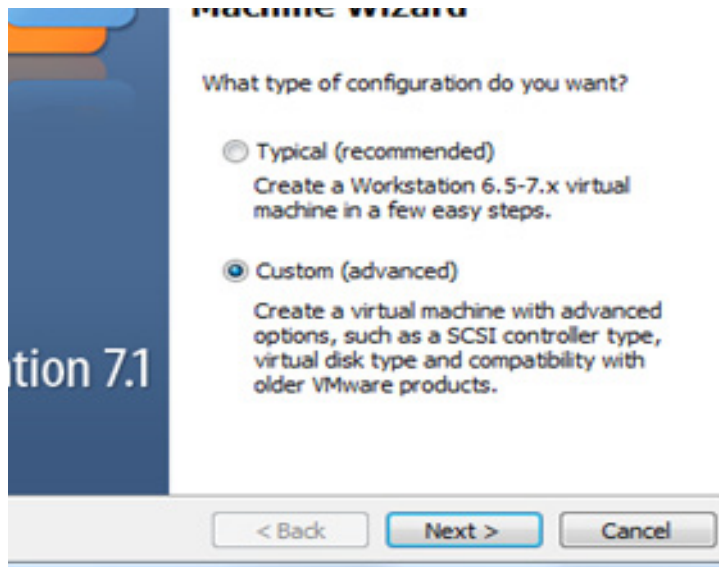 Machine Wizard
What type of configuration do you want?
Typical (recommended)
Create a Workstation 6.5-7.x virtual
machine in a few easy steps.
Custom (advanced)
Create a virtual machine with advanced
options, such as a SCSI controller type,
virtual disk type and compatibility with
older VMware products.
tion 7.1
< Back
Next >
Cancel